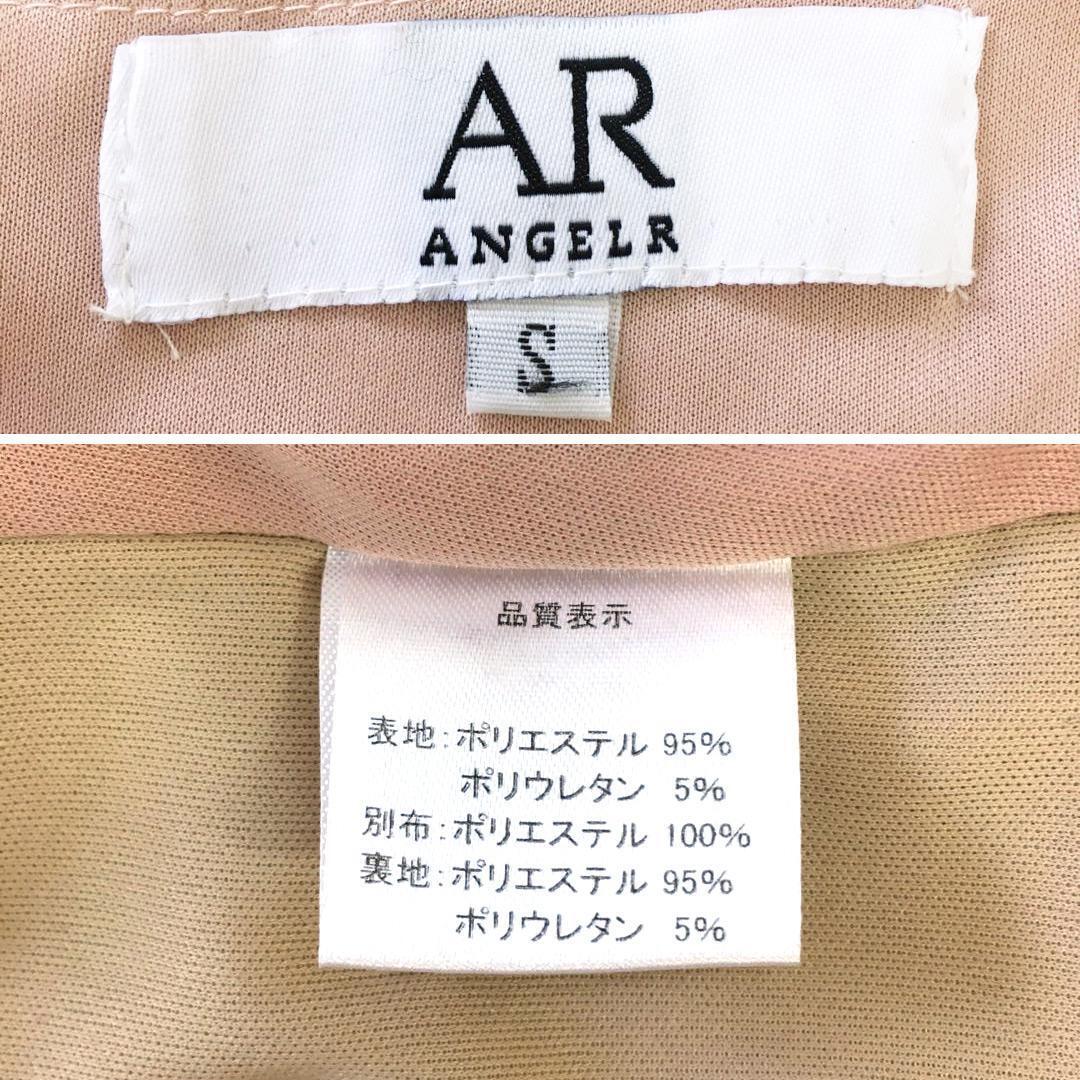 AR
ANGELR
S
品質表示
表地:ポリエステル 95%
ポリウレタン 5%
別布:ポリエステル 100%
裏地:ポリエステル 95%
ポリウレタン 5%